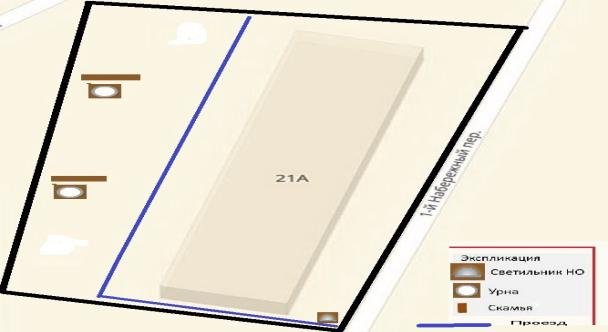 21А
1-й Набережный пер.
Экспликация
Светильник НО
Урна
Скамья
Проезд